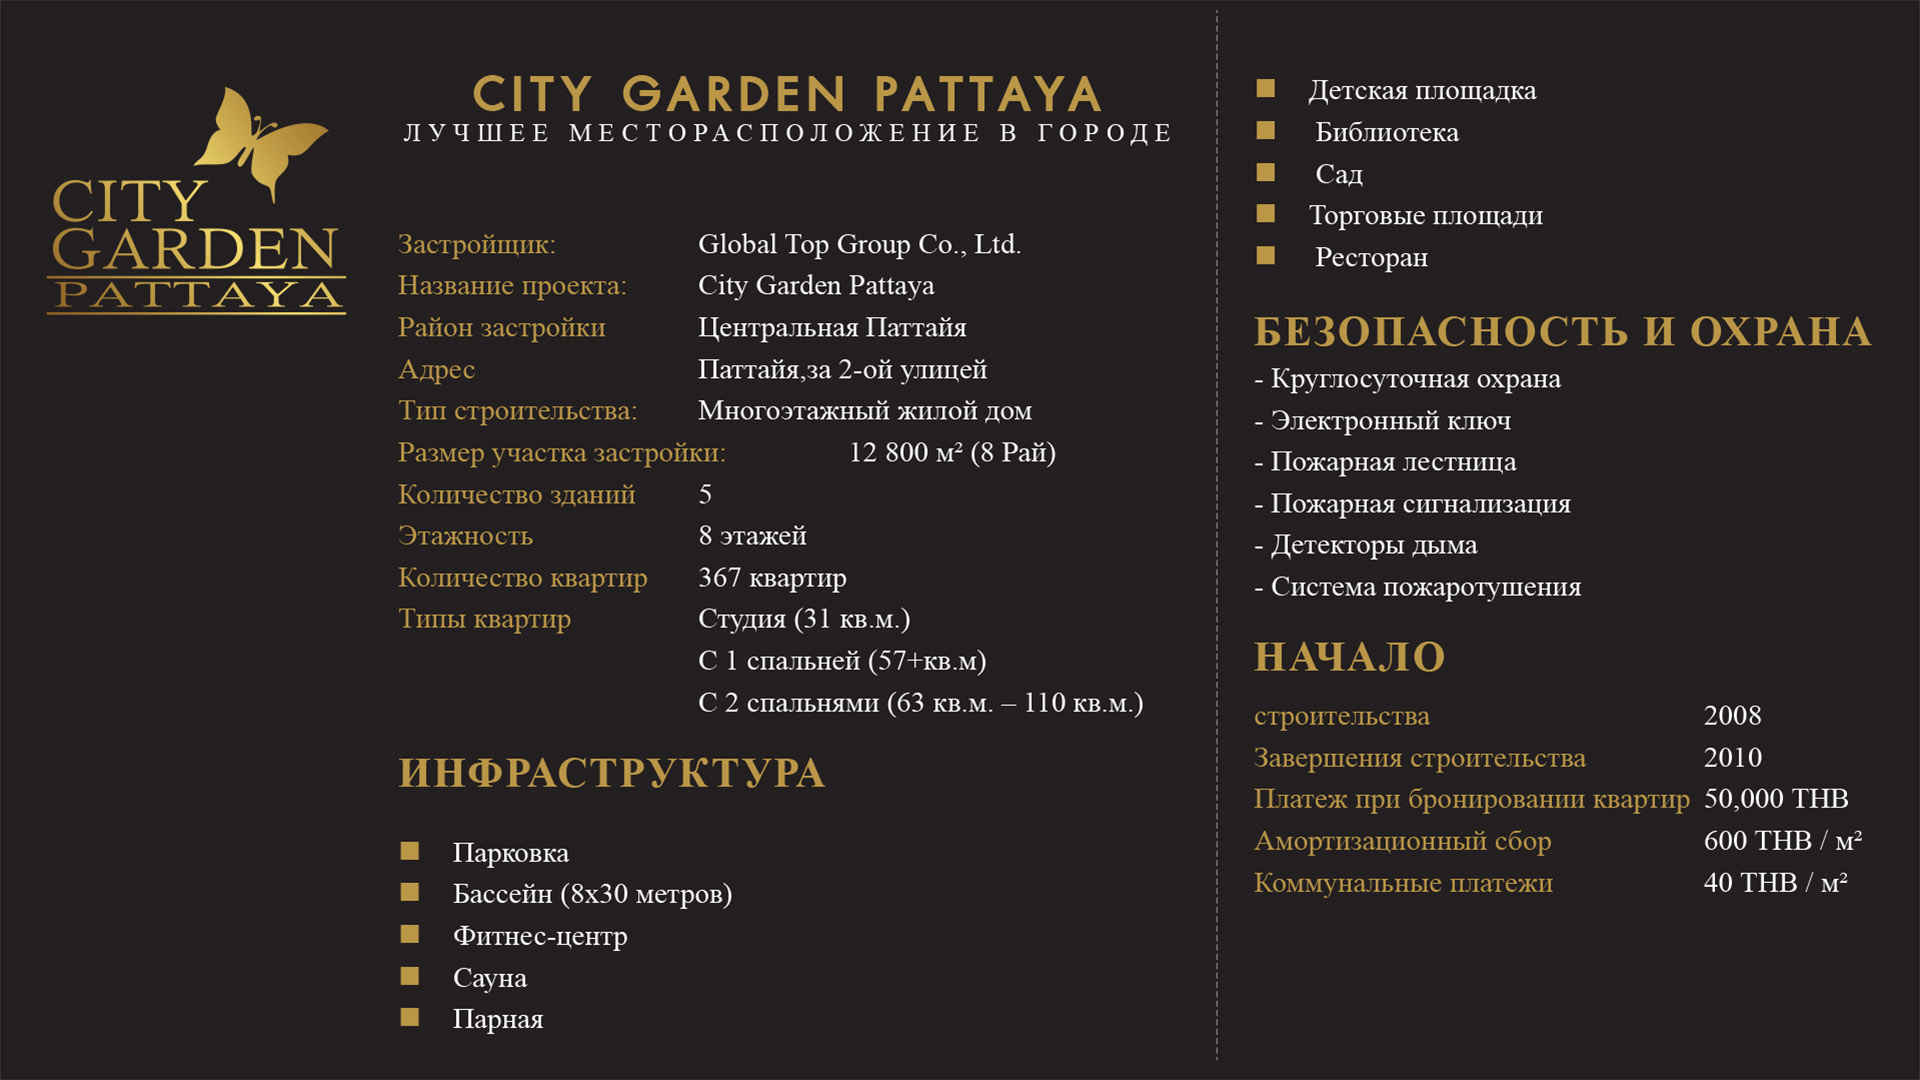 CITY
GARDEN
PATTAYA
CITY GARDEN PATTAYA
ЛУЧШЕЕ МЕСТОРАСПОЛОЖЕНИЕ В ГОРОДЕ
Застройщик: Global Top Group Co., Ltd.
Название проекта: City Garden Pattaya
Район застройки Центральная Паттайя
Адрес Паттайя,за 2-ой улицей
Тип строительства: Многоэтажный жилой дом
Размер участка застройки: 12 800 м² (8 Рай)
Количество зданий 5
Этажность 8 этажей
Количество квартир 367 квартир
Типы квартир Студия (31 кв.м.)
С 1 спальней (57+кв.м)
С 2 спальнями (63 кв.м. – 110 кв.м.)
ИНФРАСТРУКТУРА
Парковка
Бассейн (8х30 метров)
Фитнес-центр
Сауна
Парная
Детская площадка
Библиотека
Сад
Торговые площади
Ресторан
БЕЗОПАСНОСТЬ И ОХРАНА
- Круглосуточная охрана
- Электронный ключ
- Пожарная лестница
- Пожарная сигнализация
- Детекторы дыма
- Система пожаротушения
НАЧАЛО
строительства 2008
Завершения строительства 2010
Платеж при бронировании квартир 50,000 THB
Амортизационный сбор 600 THB / м²
Коммунальные платежи 40 THB / м²